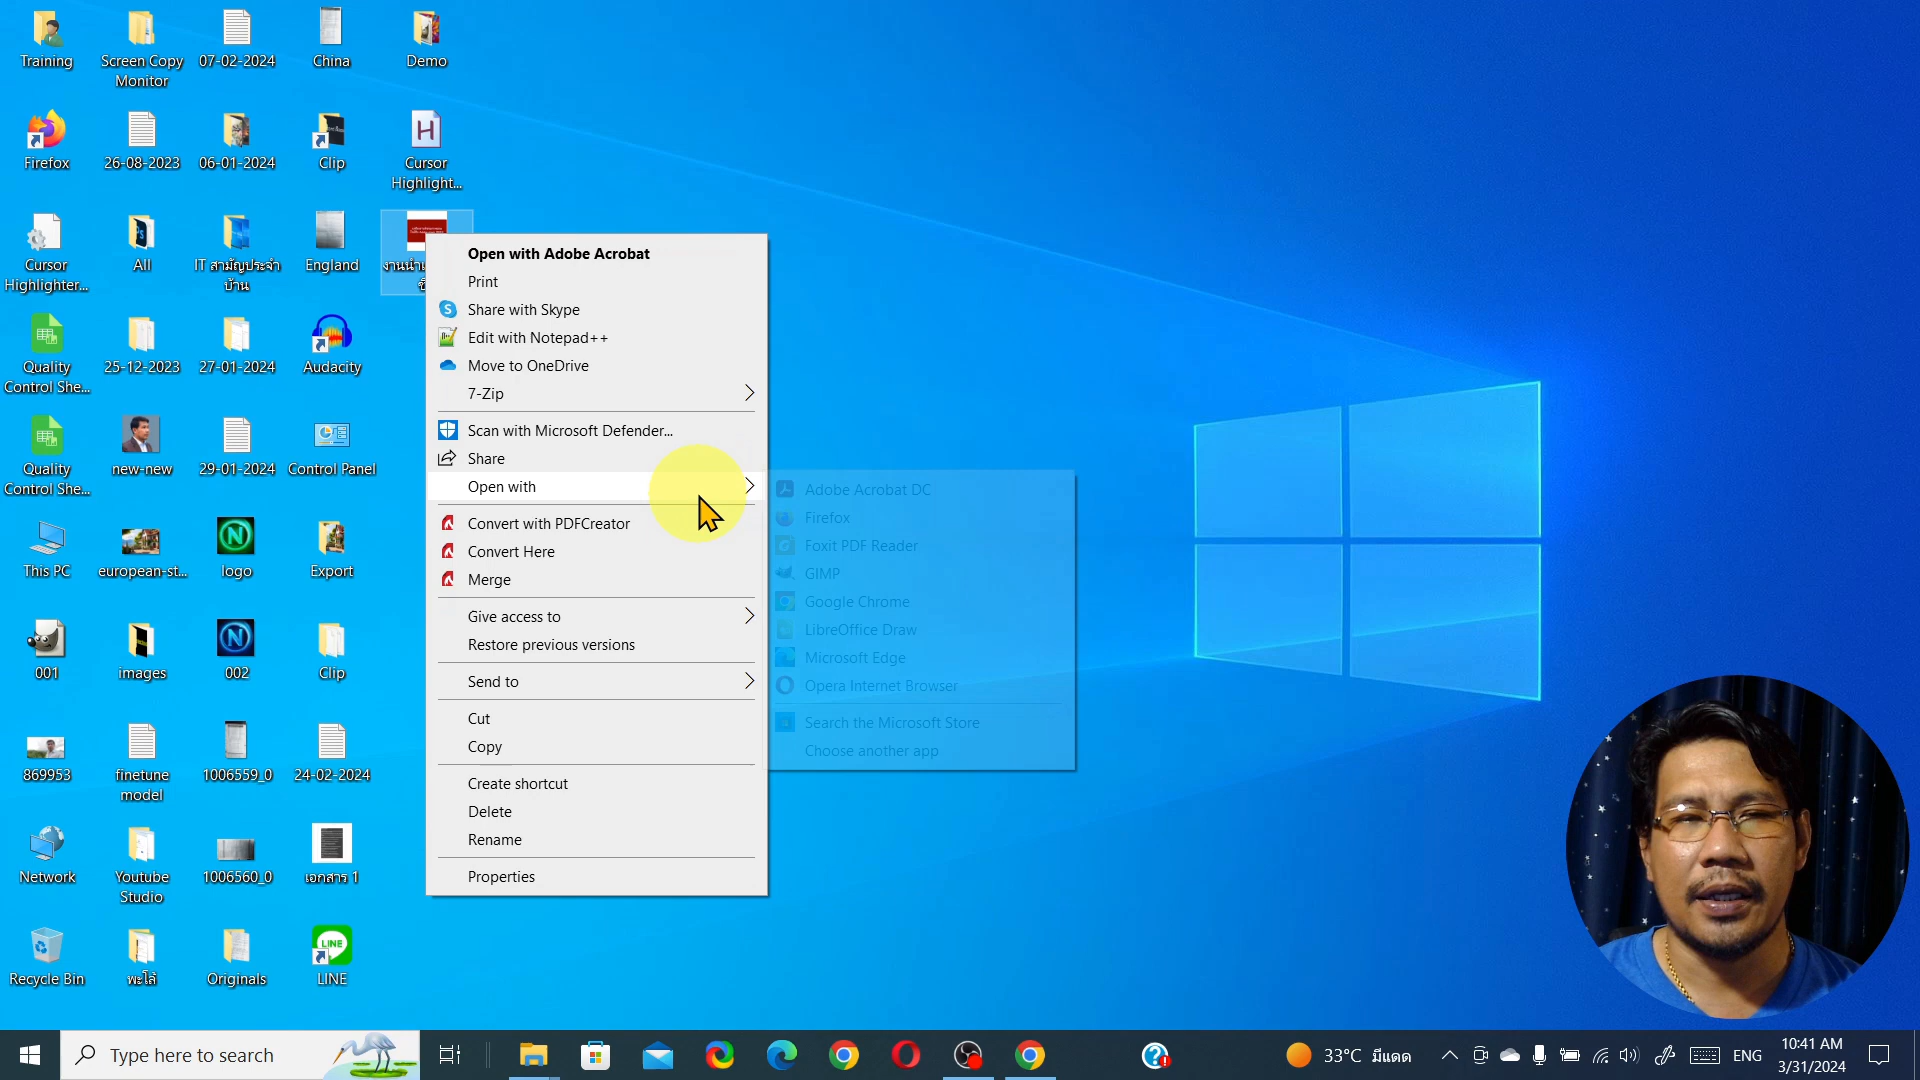 Training
Screen Copy
Monitor
07-02-2024
China
Demo
Firefox
26-08-2023
06-01-2024
Clip
Cursor
Highlight...
Cursor
Highlighter...
All
IT สามัญประจำ
บ้าน
England
งานนำเ
Quality
Control She...
25-12-2023
27-01-2024
Audacity
Quality
Control She...
new-new
29-01-2024
Control Panel
This PC
european-st...
logo
Export
001
images
002
Clip
869953
finetune
model
1006559_0
24-02-2024
Network
Youtube
Studio
1006560_0
เอกสาร 1
Recycle Bin
พะโล้
Originals
LINE
LINE
Open with Adobe Acrobat
Print
Share with Skype
Edit with Notepad++
Move to OneDrive
7-Zip
Scan with Microsoft Defender...
Share
Open with
Convert with PDFCreator
Convert Here
Merge
Give access to
Restore previous versions
Send to
Cut
Copy
Create shortcut
Delete
Rename
Properties
Adobe Acrobat DC
Firefox
Foxit PDF Reader
GIMP
Google Chrome
LibreOffice Draw
Microsoft Edge
Opera Internet Browser
Search the Microsoft Store
Choose another app
Type here to search
33°C มีแดด
ENG
10:41 AM
3/31/2024